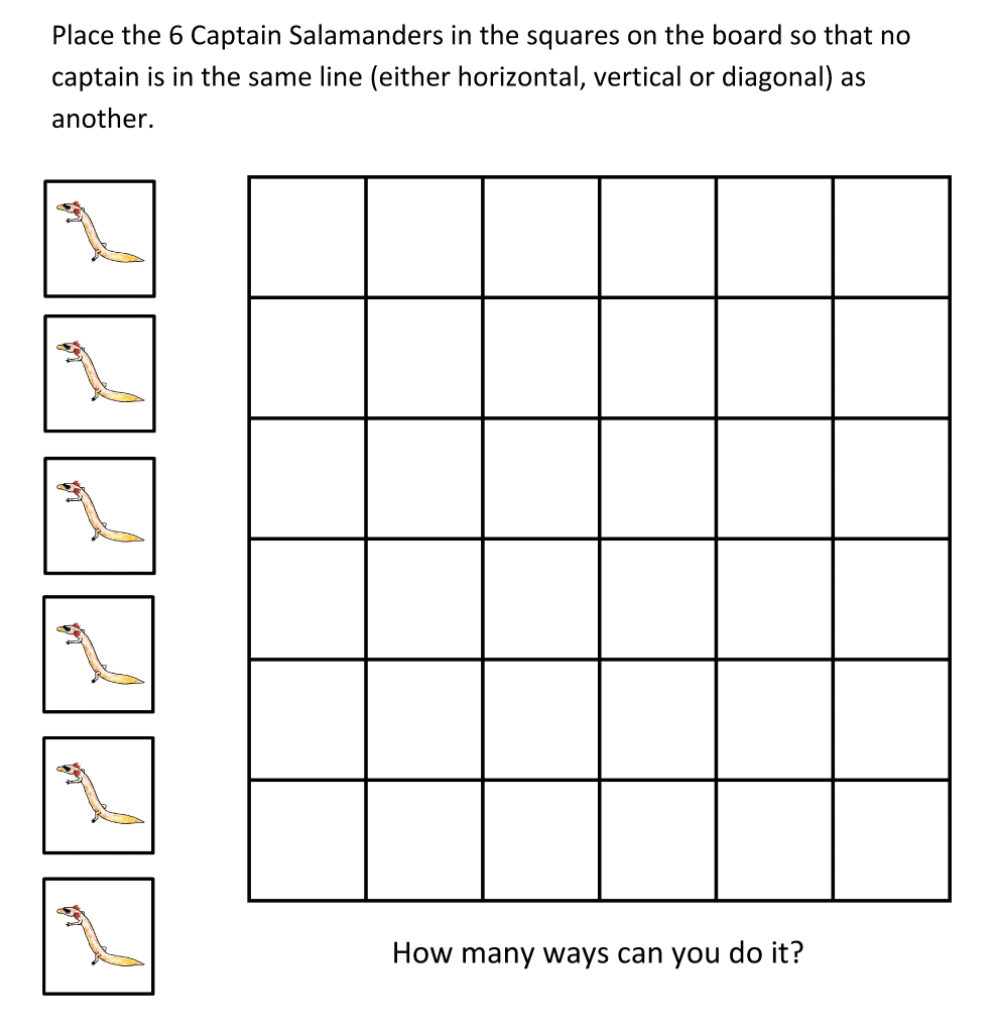 Place the 6 Captain Salamanders in the squares on the board so that no
captain is in the same line (either horizontal, vertical or diagonal) as
another.
How many ways can you do it?